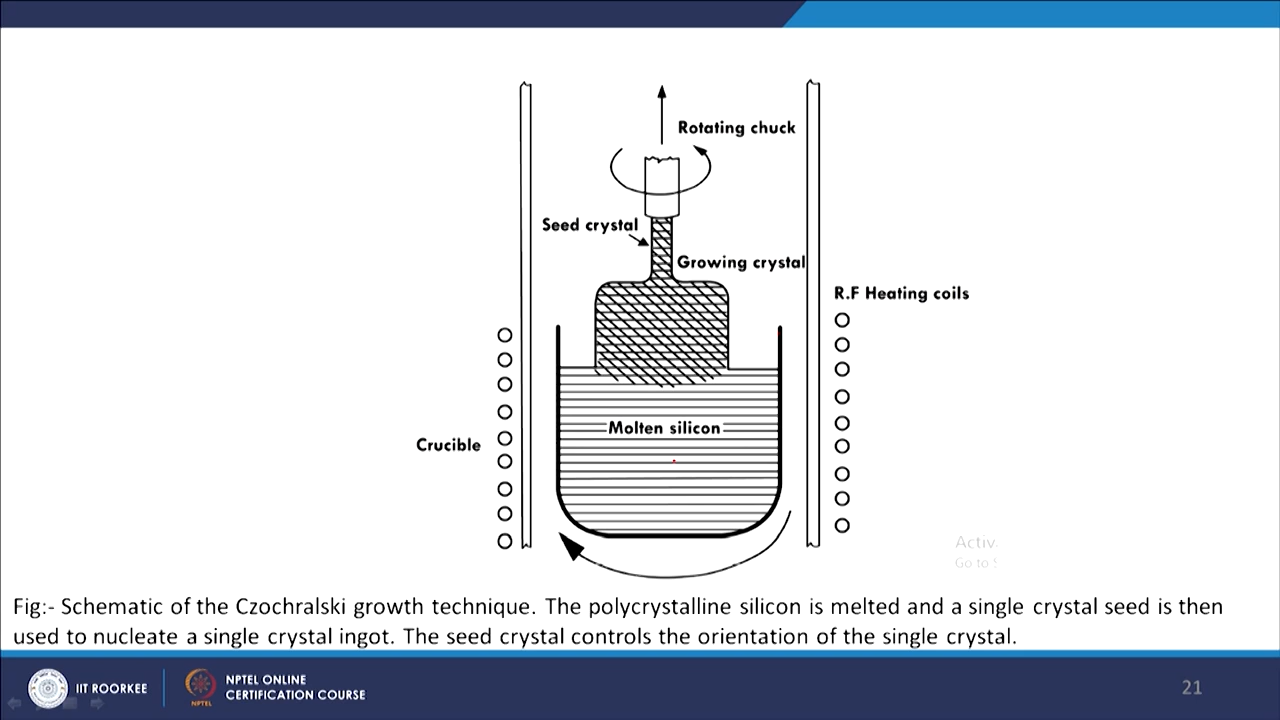 Rotating chuck
Seed crystal
Growing crystal
R.F Heating coils
Molten silicon
Crucible
Activ
Go to S
Fig:- Schematic of the Czochralski growth technique. The polycrystalline silicon is melted and a single crystal seed is then
used to nucleate a single crystal ingot. The seed crystal controls the orientation of the single crystal.
IIT ROORKEE
NPTEL
NPTEL ONLINE
CERTIFICATION COURSE
21